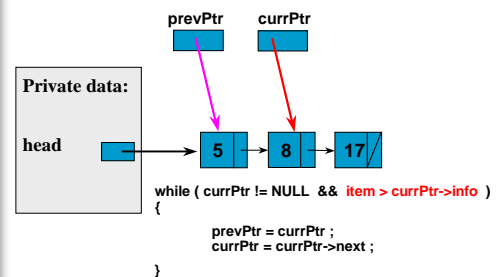 prevPtr currPtr
Private data:
head
5 8 17
while ( currPtr != NULL && item > currPtr->info )
{
prevPtr = currPtr ;
currPtr = currPtr->next ;
}